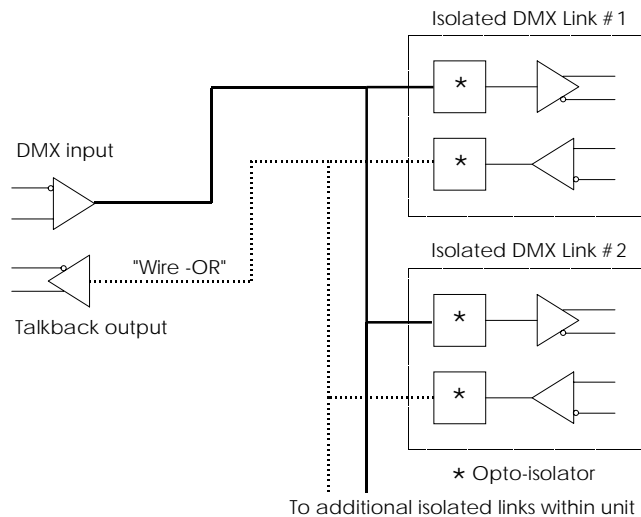 Isolated DMX Link #1
*
DMX input
*
"Wire -OR"
Isolated DMX Link #2
Talkback output
*
*
* Opto-isolator
To additional isolated links within unit